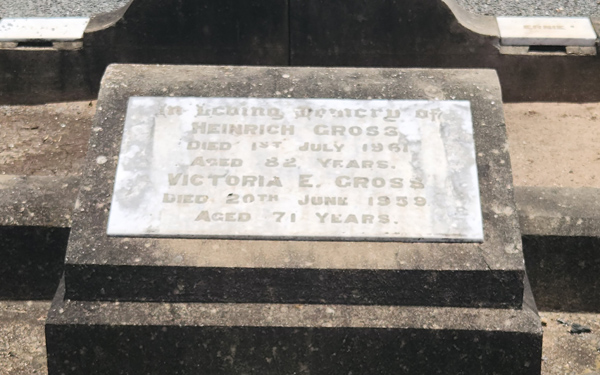 In Loving Memory of
HEINRICH GROSS
DIED 1ST JULY 1961
AGED 82 YEARS.
VICTORIA E. GROSS
DIED 20TH JUNE 1959
AGED 71 YEARS.